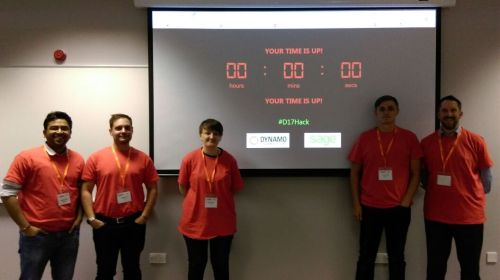 YOUR TIME IS UP!
00 : 00 : 00
hours mins secs
YOUR TIME IS UP!
#D17Hack
DYNAMO
sage